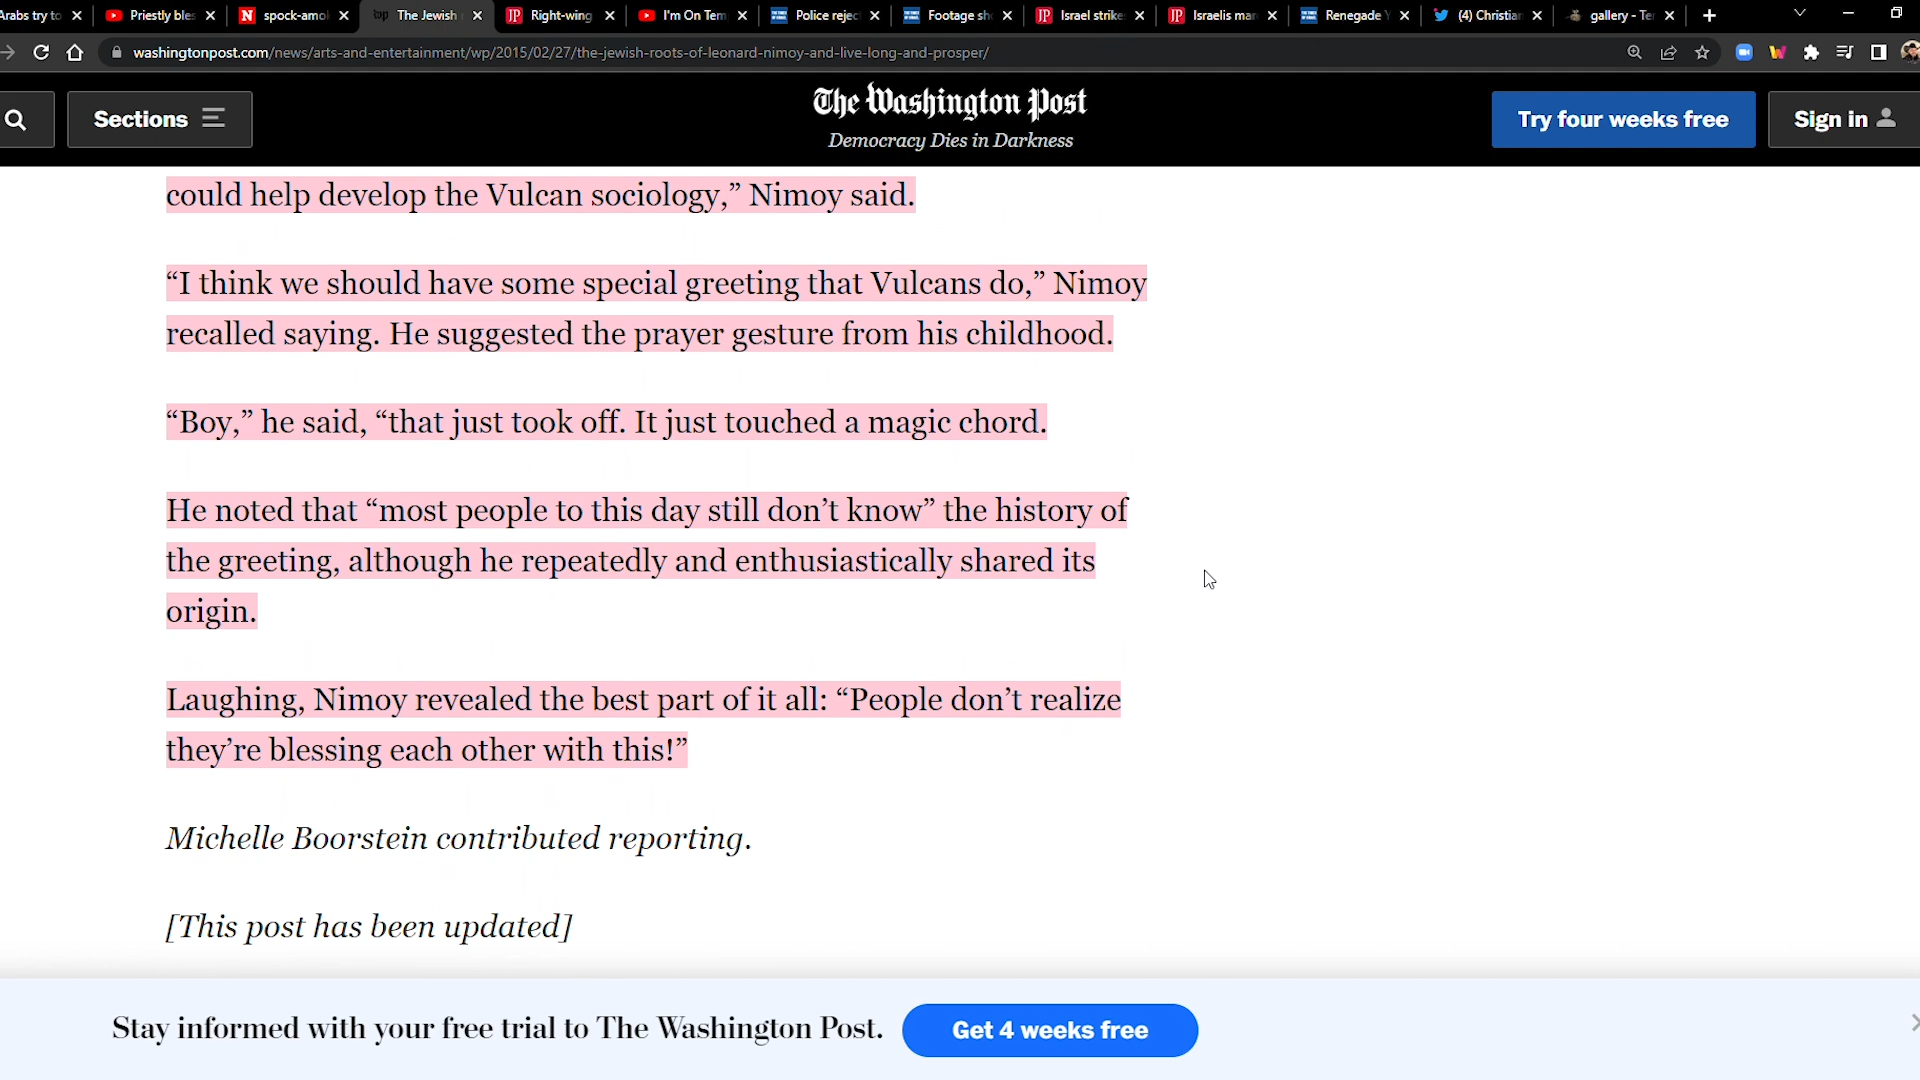 Arabs try to
Priestly bles
spock-amol
The Jewish
Right-wing
I'm On Tem
Police reject
Footage sh
Israel strike
Israelis mar
Renegade Y
(4) Christian
gallery - Te
washingtonpost.com/news/arts-and-entertainment/wp/2015/02/27/the-jewish-roots-of-leonard-nimoy-and-live-long-and-prosper/
Sections
The Washington Post
Democracy Dies in Darkness
Try four weeks free
Sign in
could help develop the Vulcan sociology,” Nimoy said.
“I think we should have some special greeting that Vulcans do,” Nimoy
recalled saying. He suggested the prayer gesture from his childhood.
“Boy,” he said, “that just took off. It just touched a magic chord.
He noted that “most people to this day still don’t know” the history of
the greeting, although he repeatedly and enthusiastically shared its
origin.
Laughing, Nimoy revealed the best part of it all: “People don’t realize
they’re blessing each other with this!”
Michelle Boorstein contributed reporting.
[This post has been updated]
Stay informed with your free trial to The Washington Post.
Get 4 weeks free